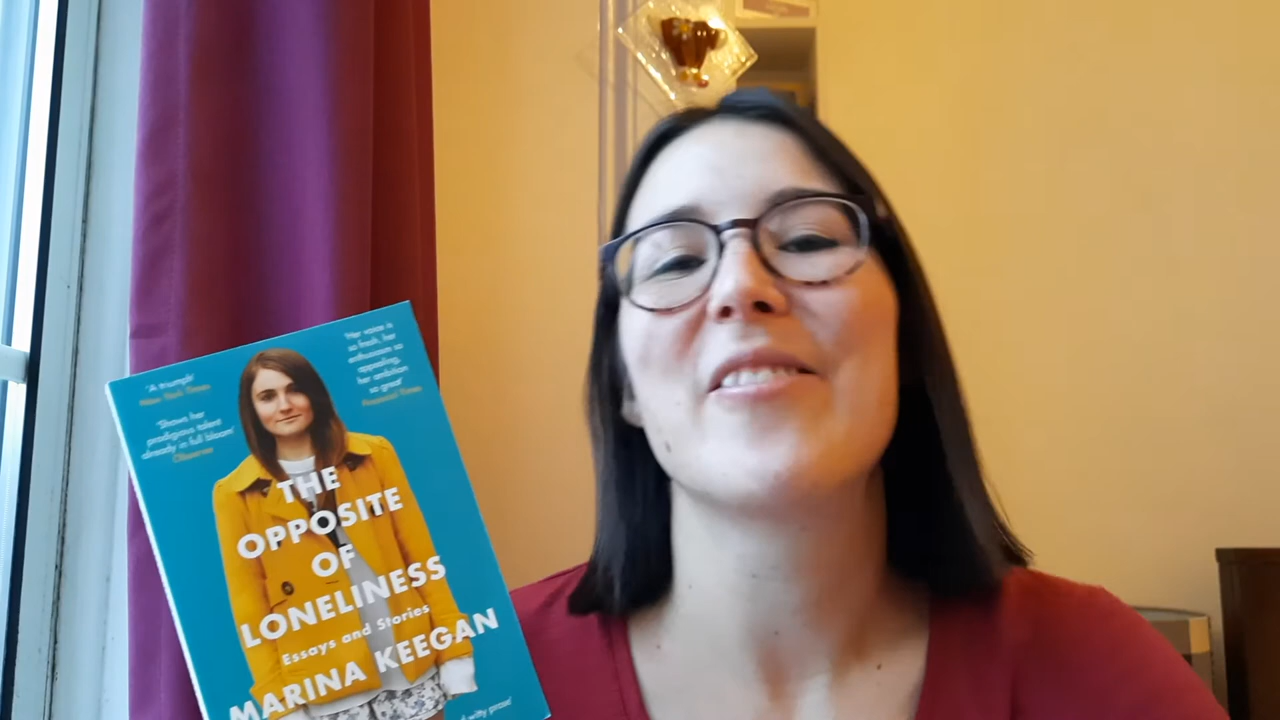 'A triumph'
New York Times
'Shows her
prodigious talent
already in full bloom'
Observer
'Her voice is
so fresh, her
enthusiasm so
appealing,
her ambition
so great'
Financial Times
THE
OPPOSITE
OF
LONELINESS
Essays and Stories
MARINA KEEGAN
witty prose'